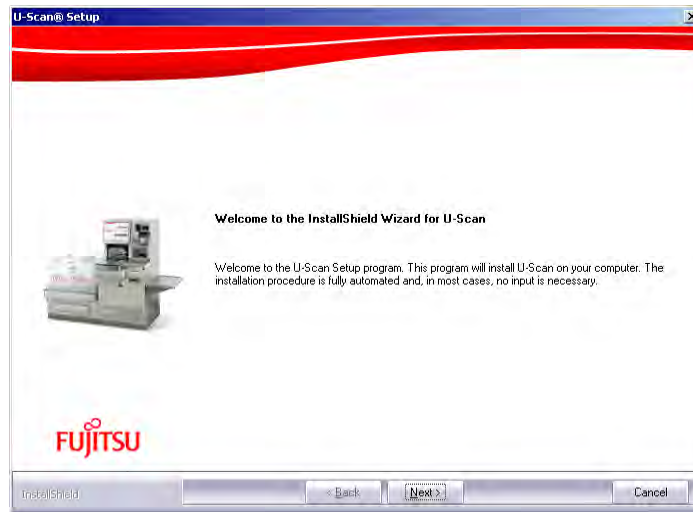 U-Scan® Setup
Welcome to the InstallShield Wizard for U-Scan
Welcome to the U-Scan Setup program. This program will install U-Scan on your computer. The
installation procedure is fully automated and, in most cases, no input is necessary.
FUJITSU
InstallShield
< Back
Next >
Cancel